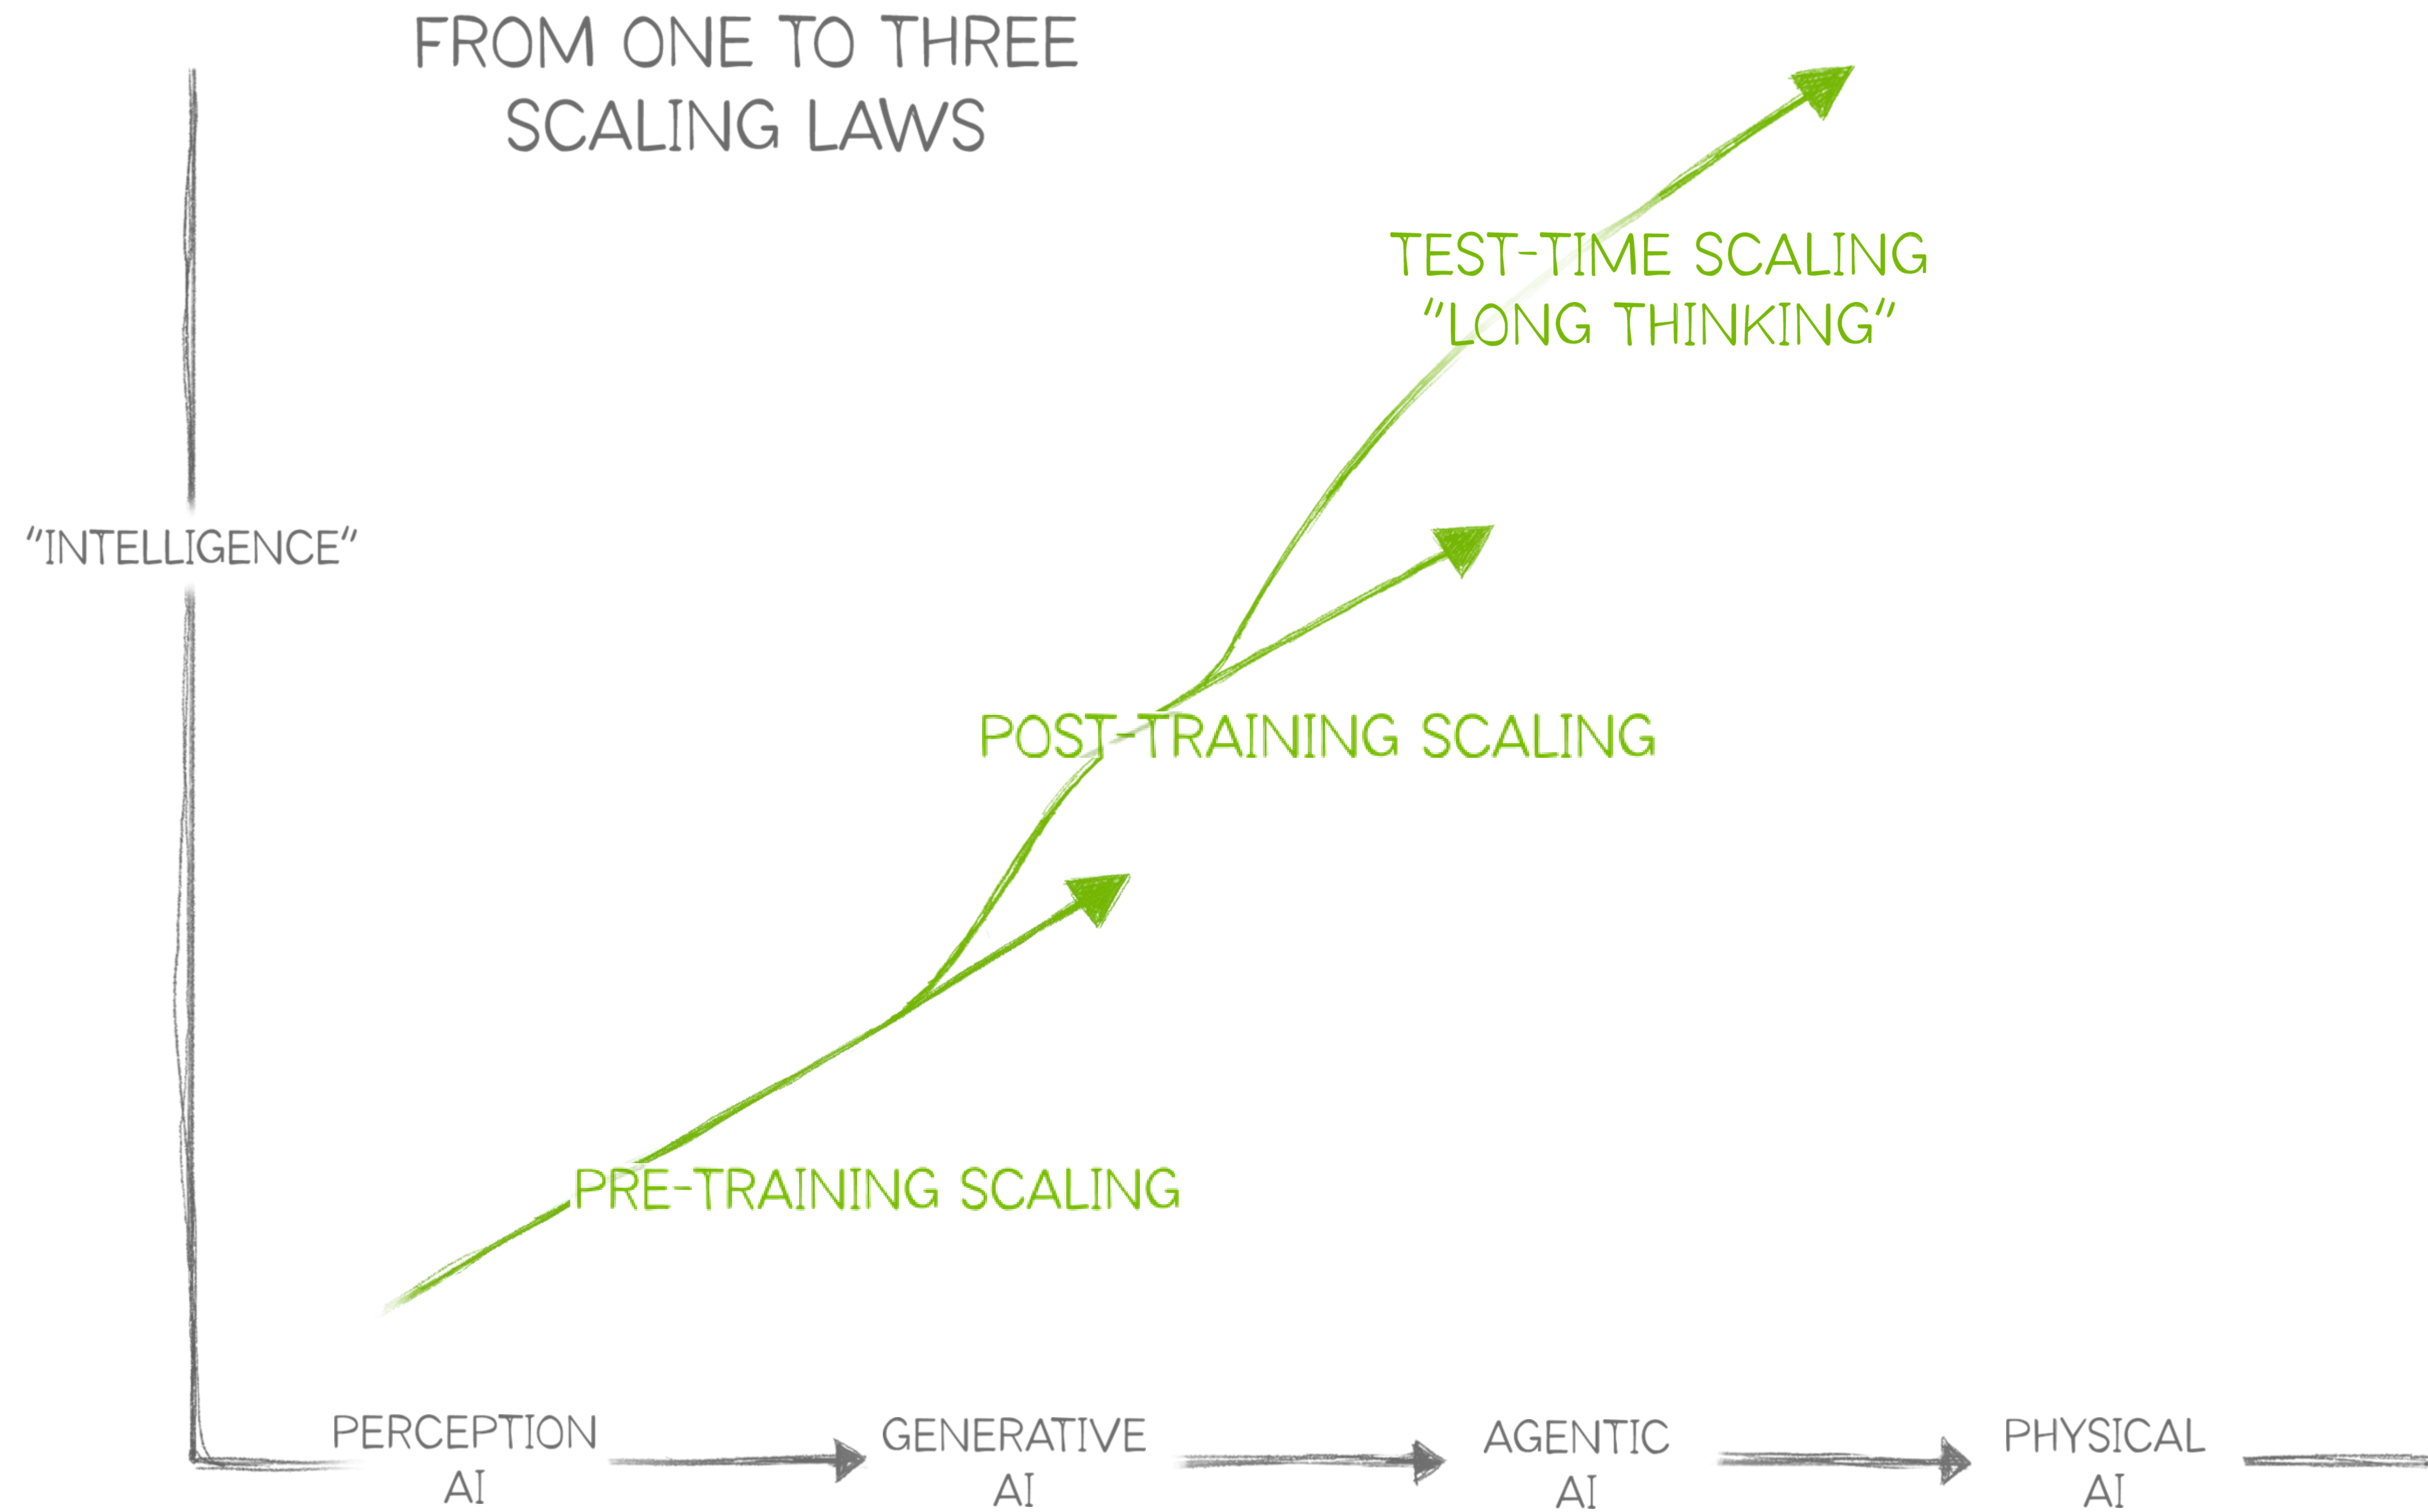 FROM ONE TO THREE
SCALING LAWS
TEST-TIME SCALING
"LONG THINKING"
"INTELLIGENCE"
POST-TRAINING SCALING
PRE-TRAINING SCALING
PERCEPTION
AI
GENERATIVE
AI
AGENTIC
AI
PHYSICAL
AI